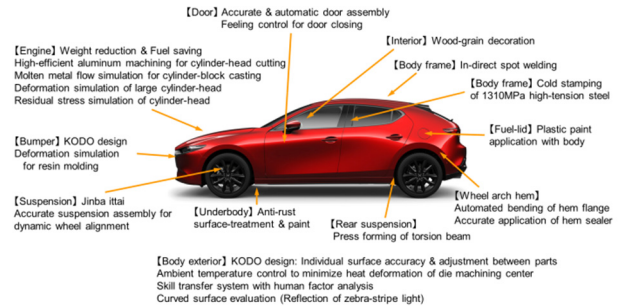 【Door】Accurate & automatic door assembly
Feeling control for door closing
【Interior】Wood-grain decoration
【Engine】Weight reduction & Fuel saving
High-efficient aluminum machining for cylinder-head cutting
Molten metal flow simulation for cylinder-block casting
Deformation simulation of large cylinder-head
Residual stress simulation of cylinder-head
【Body frame】In-direct spot welding
【Body frame】Cold stamping
of 1310MPa high-tension steel
【Bumper】KODO design
Deformation simulation
for resin molding
【Fuel-lid】Plastic paint
application with body
【Suspension】Jinba ittai
Accurate suspension assembly for
dynamic wheel alignment
【Underbody】Anti-rust
surface-treatment & paint
【Rear suspension】
Press forming of torsion beam
【Wheel arch hem】
Automated bending of hem flange
Accurate application of hem sealer
【Body exterior】KODO design: Individual surface accuracy & adjustment between parts
Ambient temperature control to minimize heat deformation of die machining center
Skill transfer system with human factor analysis
Curved surface evaluation (Reflection of zebra-stripe light)